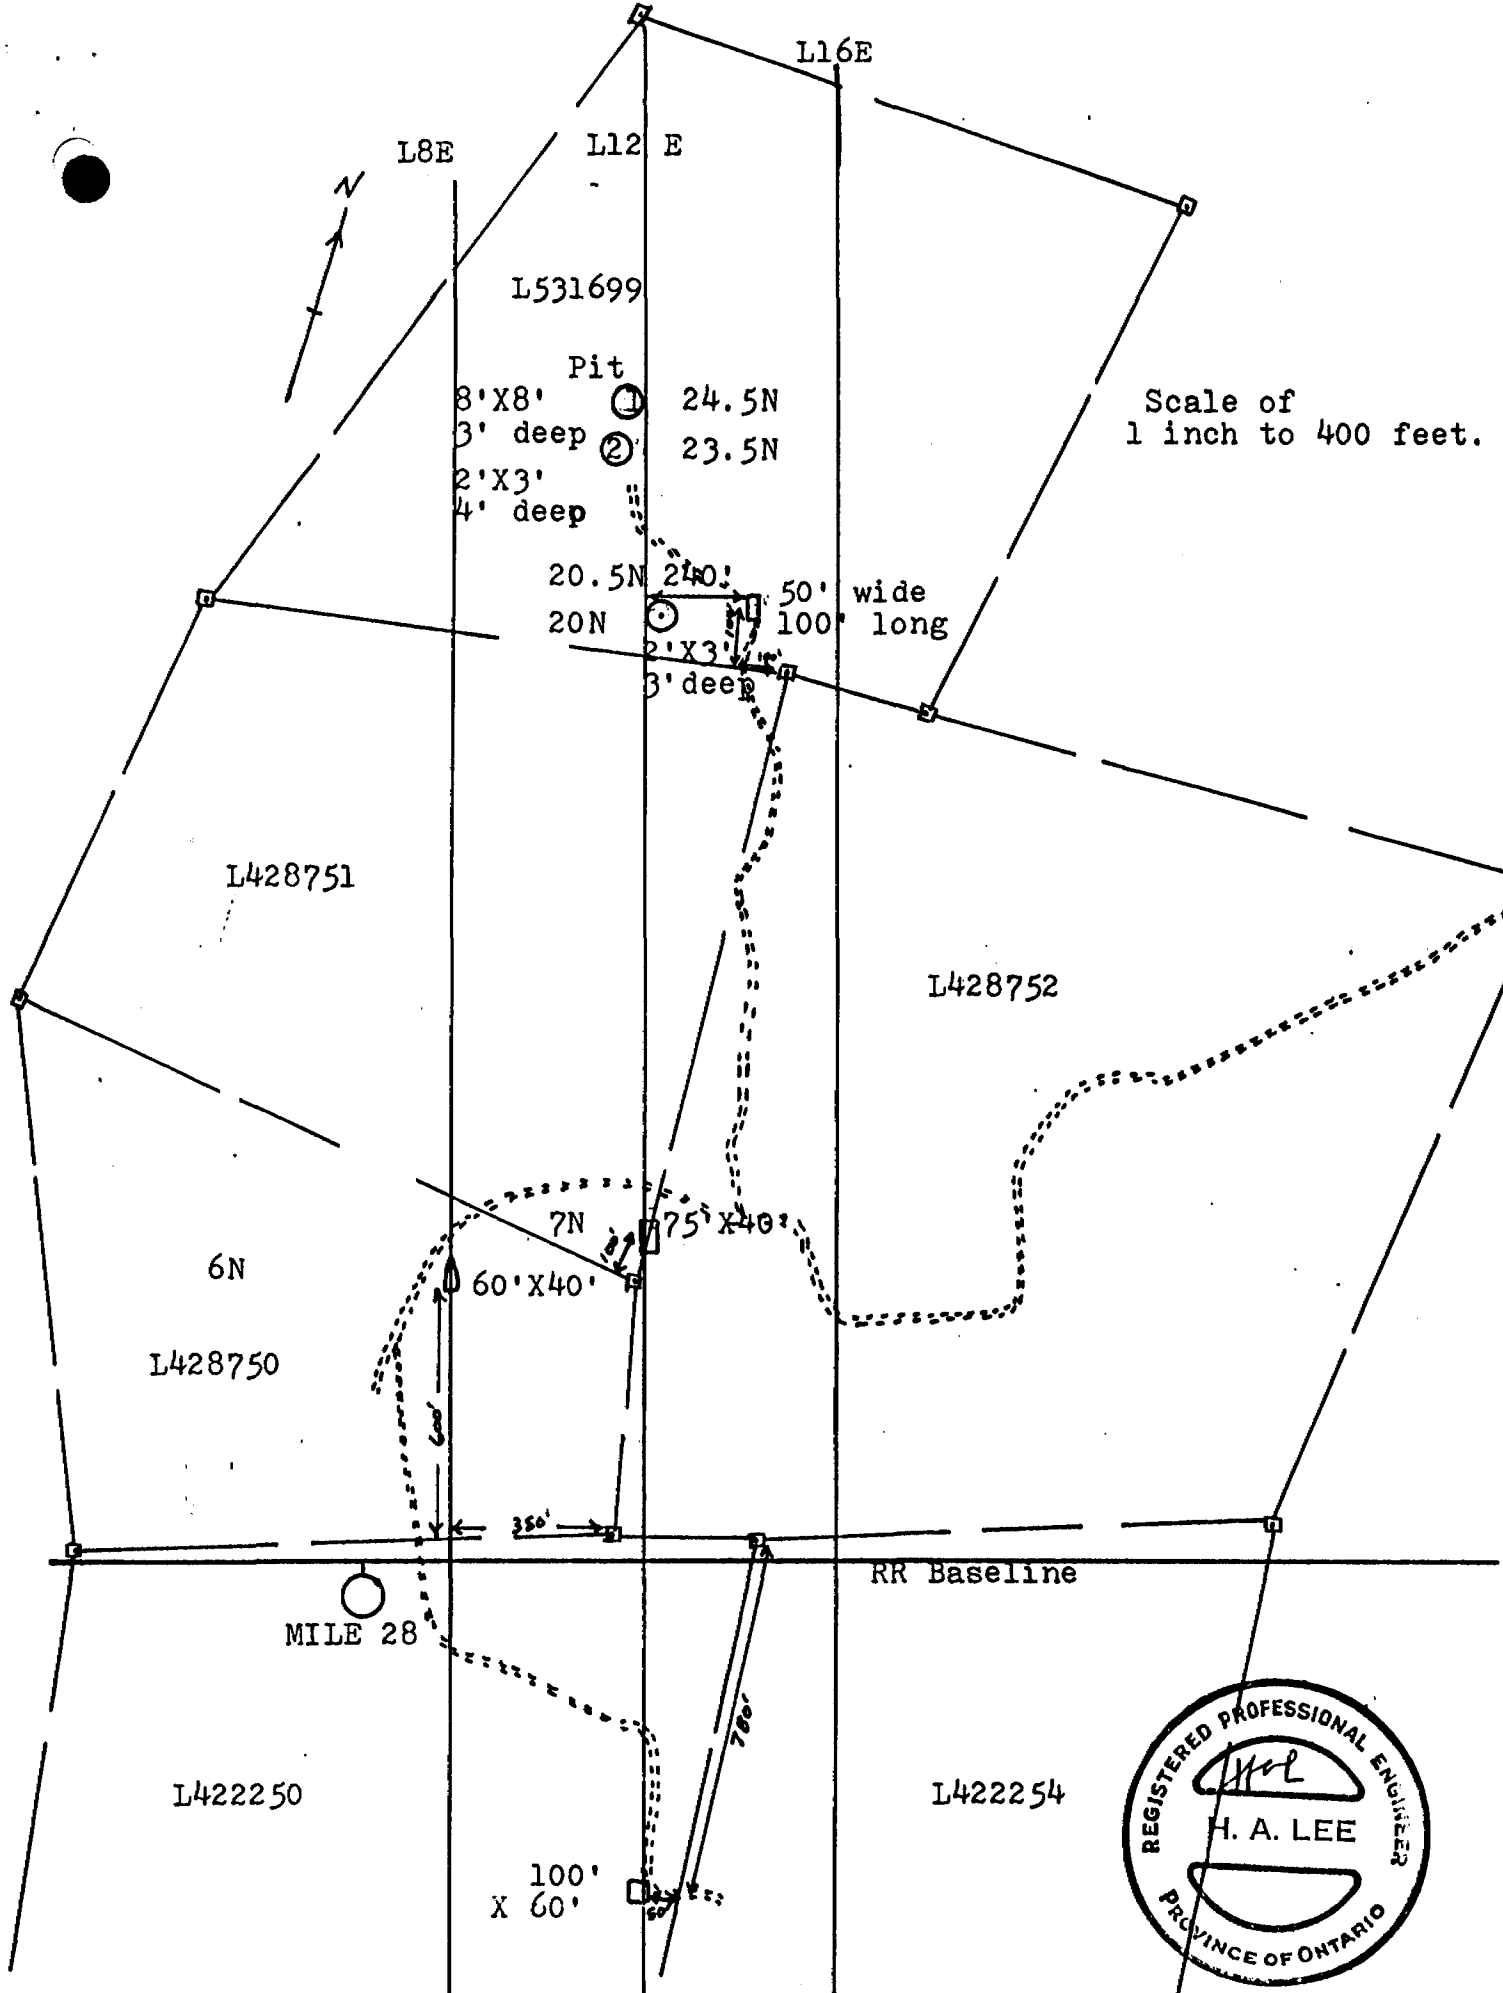 L16E
L8E
L12 E
N
L531699
Pit
8'X8'
1
24.5N
3' deep
2
23.5N
2'X3'
4' deep
Scale of
1 inch to 400 feet.
20.5N 240'
50' wide
20N
100' long
2'X3'
3'deep
L428751
L428752
7N
75'X40'
6N
60'X40'
L428750
600'
350'
RR Baseline
MILE 28
780'
L422250
L422254
100'
X 60'
REGISTERED PROFESSIONAL ENGINEER
H. A. LEE
PROVINCE OF ONTARIO